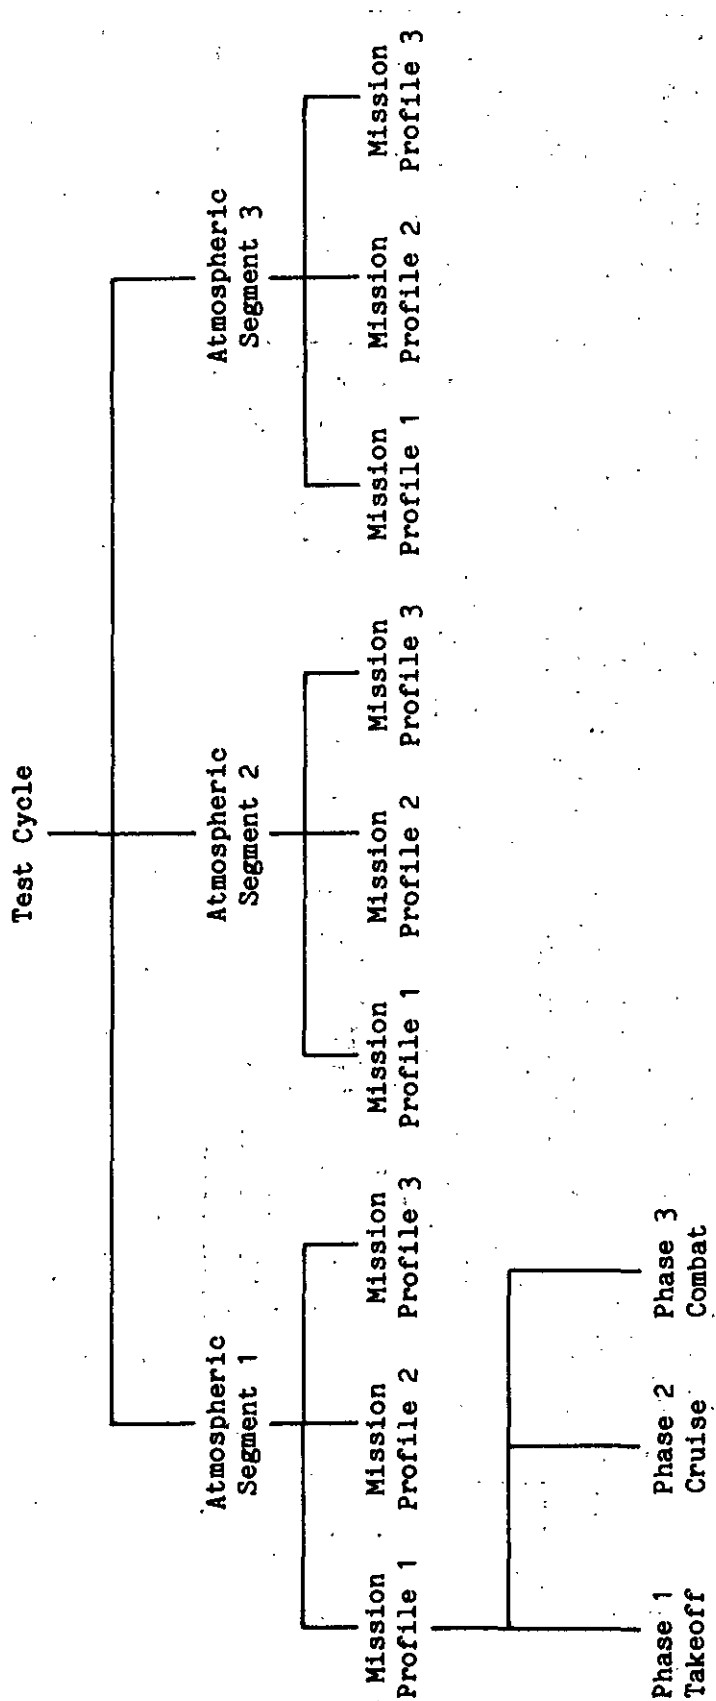 Test Cycle
Atmospheric
Segment 1
Atmospheric
Segment 2
Atmospheric
Segment 3
Mission
Profile 1
Mission
Profile 2
Mission
Profile 3
Mission
Profile 1
Mission
Profile 2
Mission
Profile 3
Mission
Profile 1
Mission
Profile 2
Mission
Profile 3
Phase 1
Takeoff
Phase 2
Cruise
Phase 3
Combat